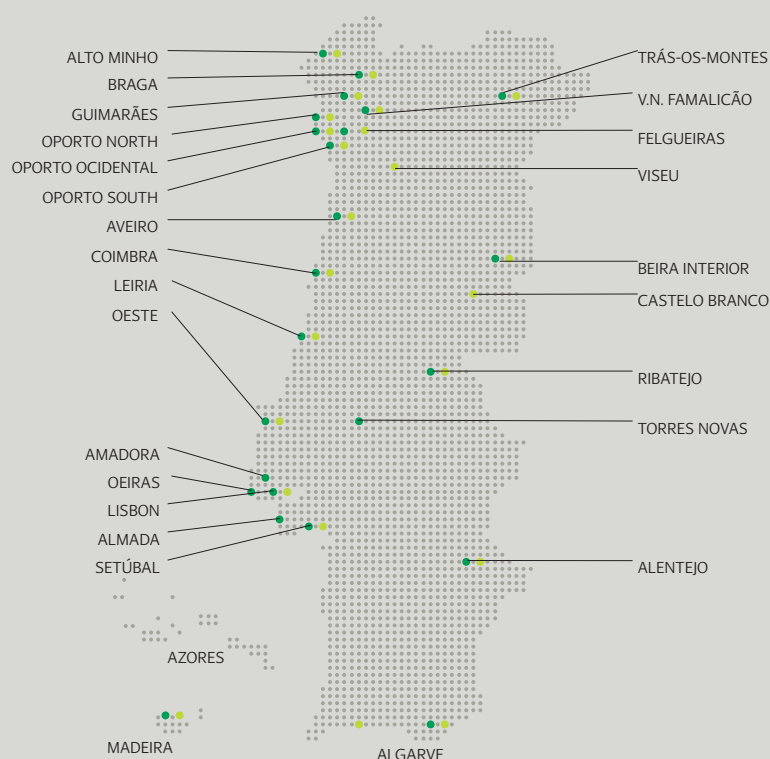 ALTO MINHO
BRAGA
GUIMARÃES
OPORTO NORTH
OPORTO OCIDENTAL
OPORTO SOUTH
AVEIRO
COIMBRA
LEIRIA
OESTE
AMADORA
OEIRAS
LISBON
ALMADA
SETÚBAL
AZORES
MADEIRA
ALGARVE
TRÁS-OS-MONTES
V.N. FAMALICÃO
FELGUEIRAS
VISEU
BEIRA INTERIOR
CASTELO BRANCO
RIBATEJO
TORRES NOVAS
ALENTEJO